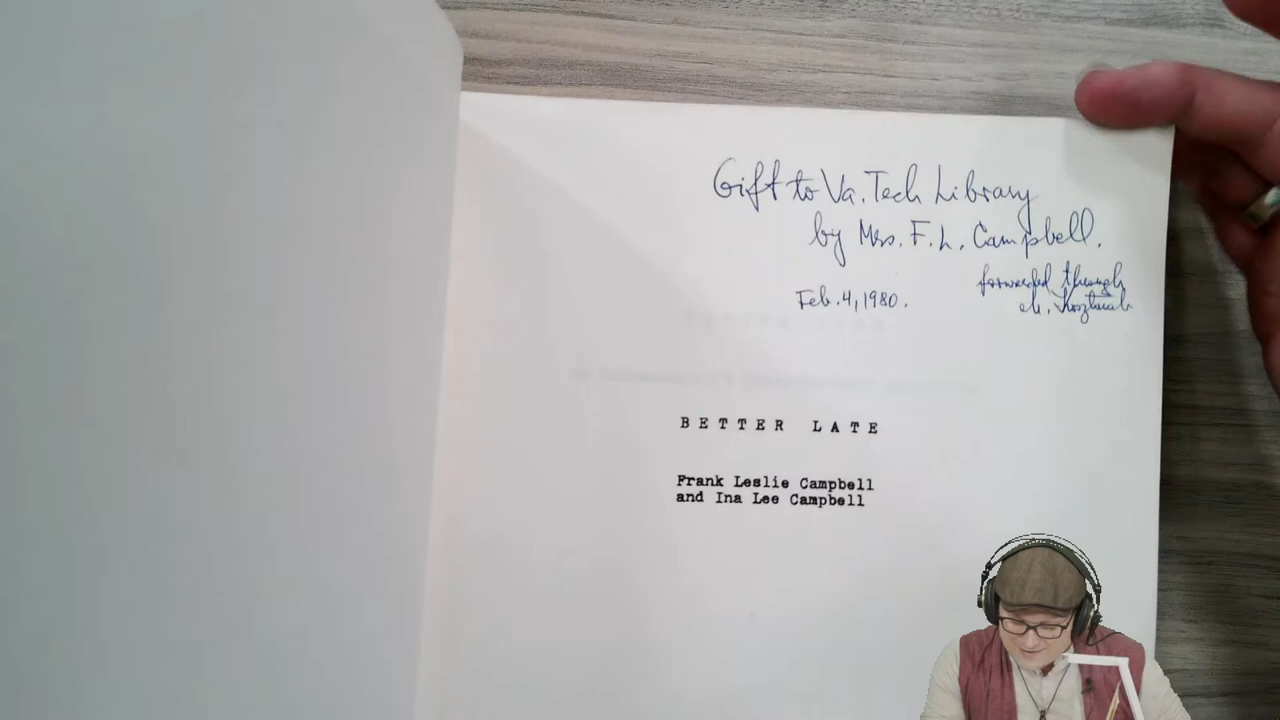 Gift to Va. Tech Library
by Mrs. F. L. Campbell.
Feb. 4, 1980.
forwarded through
BETTER LATE
Frank Leslie Campbell
and Ina Lee Campbell